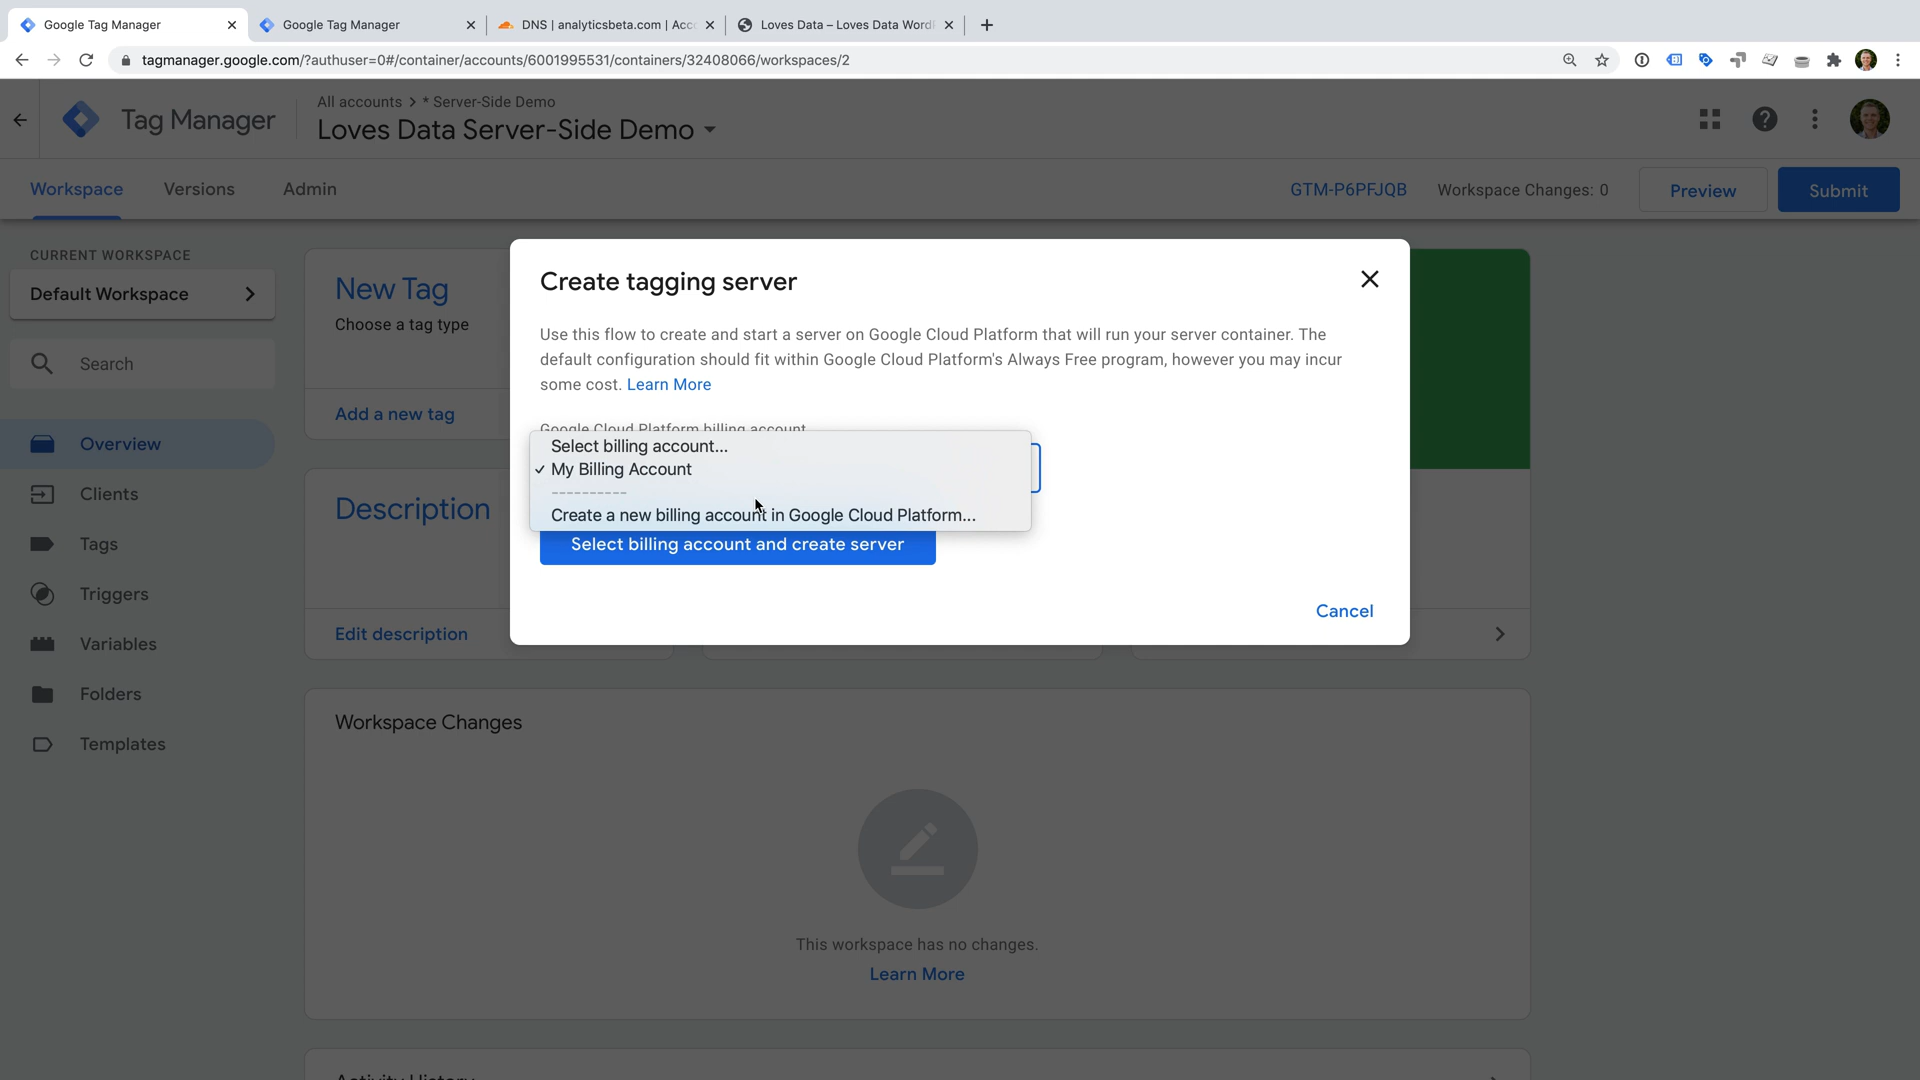 Google Tag Manager
Google Tag Manager
DNS | analyticsbeta.com | Acc
Loves Data – Loves Data Word
tagmanager.google.com/?authuser=0#/container/accounts/6001995531/containers/32408066/workspaces/2
Tag Manager
All accounts > * Server-Side Demo
Loves Data Server-Side Demo
Workspace
Versions
Admin
GTM-P6PFJQB
Workspace Changes: 0
Preview
Submit
CURRENT WORKSPACE
Default Workspace
Search
Overview
Clients
Tags
Triggers
Variables
Folders
Templates
New Tag
Choose a tag type
Add a new tag
Description
Edit description
Create tagging server
Use this flow to create and start a server on Google Cloud Platform that will run your server container. The
default configuration should fit within Google Cloud Platform's Always Free program, however you may incur
some cost. Learn More
Google Cloud Platform billing account
Select billing account...
My Billing Account
----------
Create a new billing account in Google Cloud Platform...
Select billing account and create server
Cancel
Workspace Changes
This workspace has no changes.
Learn More
Activity History